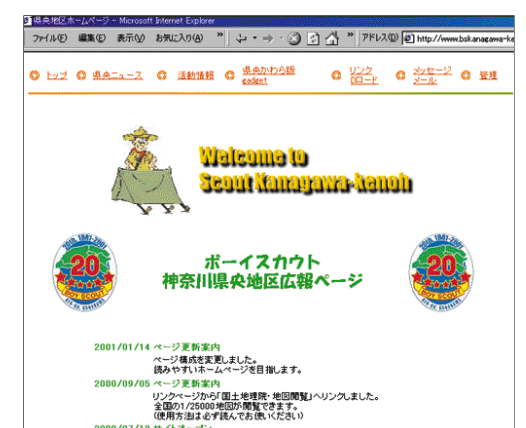 県央地区ホームページ - Microsoft Internet Explorer
ファイル(F) 編集(E) 表示(V) お気に入り(A) » アドレス(D) http://www.bskanagawa-ke
トップ 県央ニュース 活動情報 県央かわら版 gadget リンク DLロード メッセージ メール 管理
Welcome to
Scout Kanagawa-kenoh
ボーイスカウト
神奈川県央地区広報ページ
20
BOY SCOUT
20
BOY SCOUT
2001/01/14 ページ更新案内
ページ構成を変更しました。
読みやすいホームページを目指します。
2000/09/05 ページ更新案内
リンクページから「国土地理院・地図閲覧」へリンクしました。
全国の1/25000地図が閲覧できます。
(使用方法は必ず読んでお使いください)